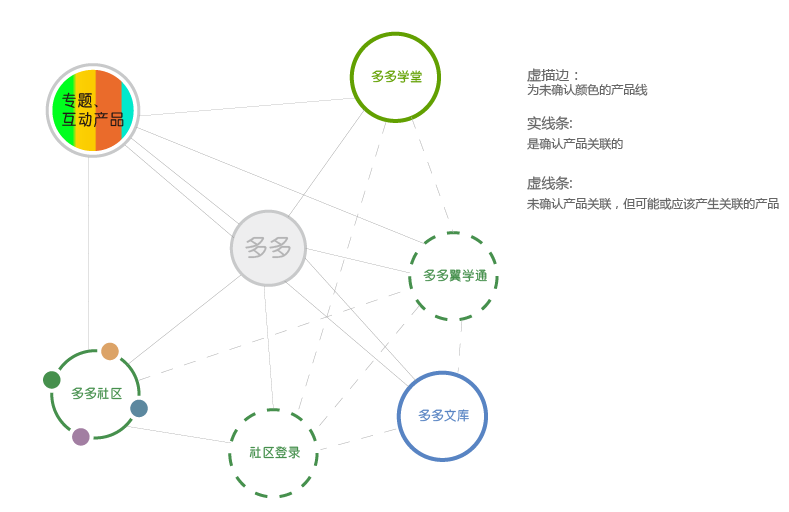 多多学堂
专题、
互动产品
多多
多多翼学通
多多社区
多多文库
社区登录
虚描边：
为未确认颜色的产品线
实线条:
是确认产品关联的
虚线条:
未确认产品关联，但可能或应该产生关联的产品